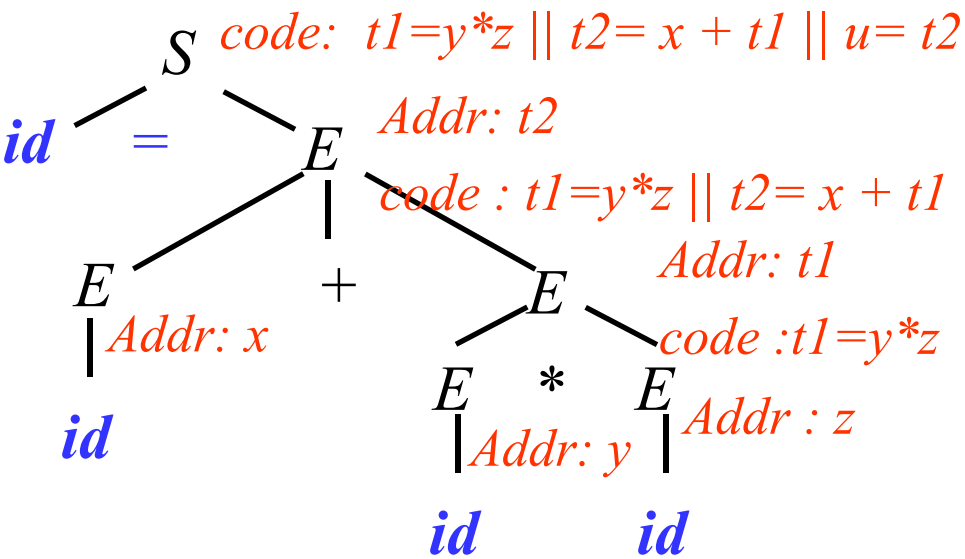 S code: t1=y*z || t2= x + t1 || u= t2
id = E Addr: t2
code : t1=y*z || t2= x + t1
E + E Addr: t1
Addr: x code :t1=y*z
E * E Addr : z
id Addr: y
id id